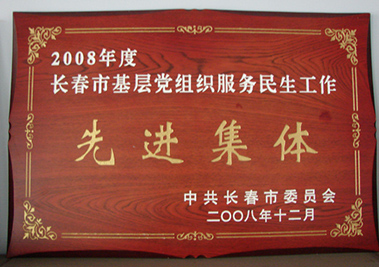 2008年度
长春市基层党组织服务民生工作
先进集体
中共长春市委员会
二〇〇八年十二月